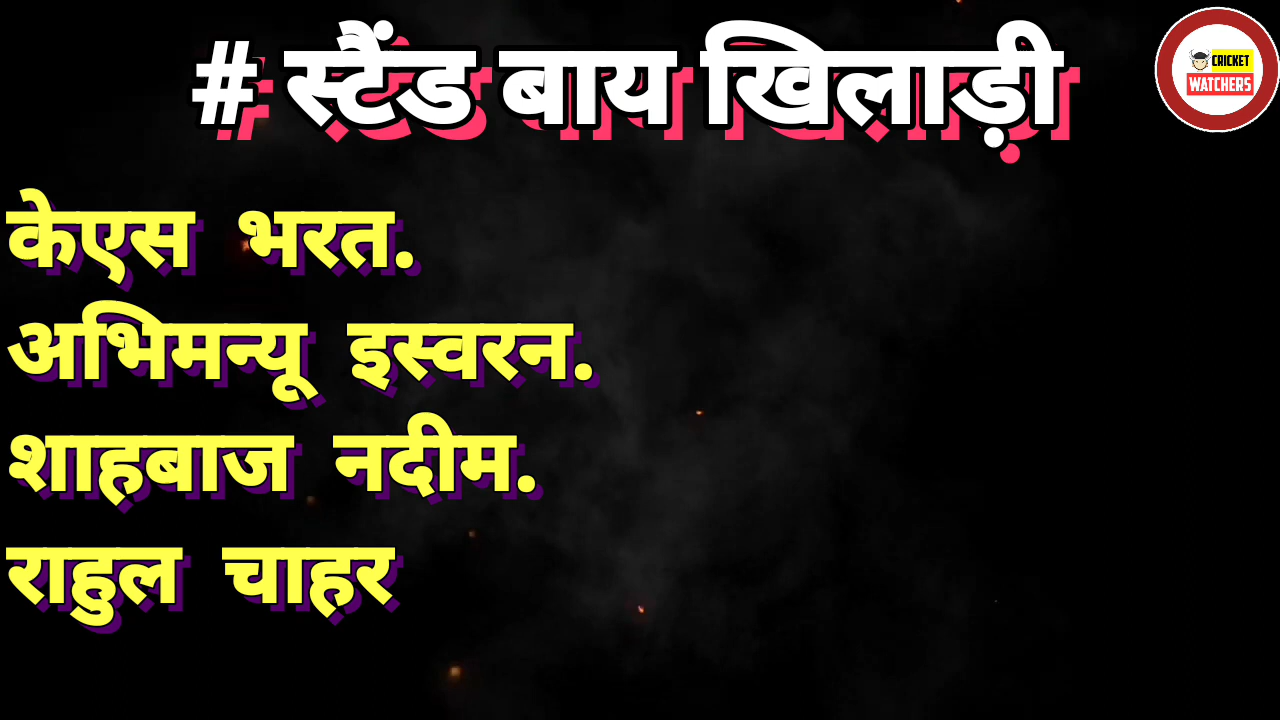 # स्टैंड बाय खिलाड़ी
CRICKET
WATCHERS
केएस भरत.
अभिमन्यू इस्वरन.
शाहबाज नदीम.
राहुल चाहर